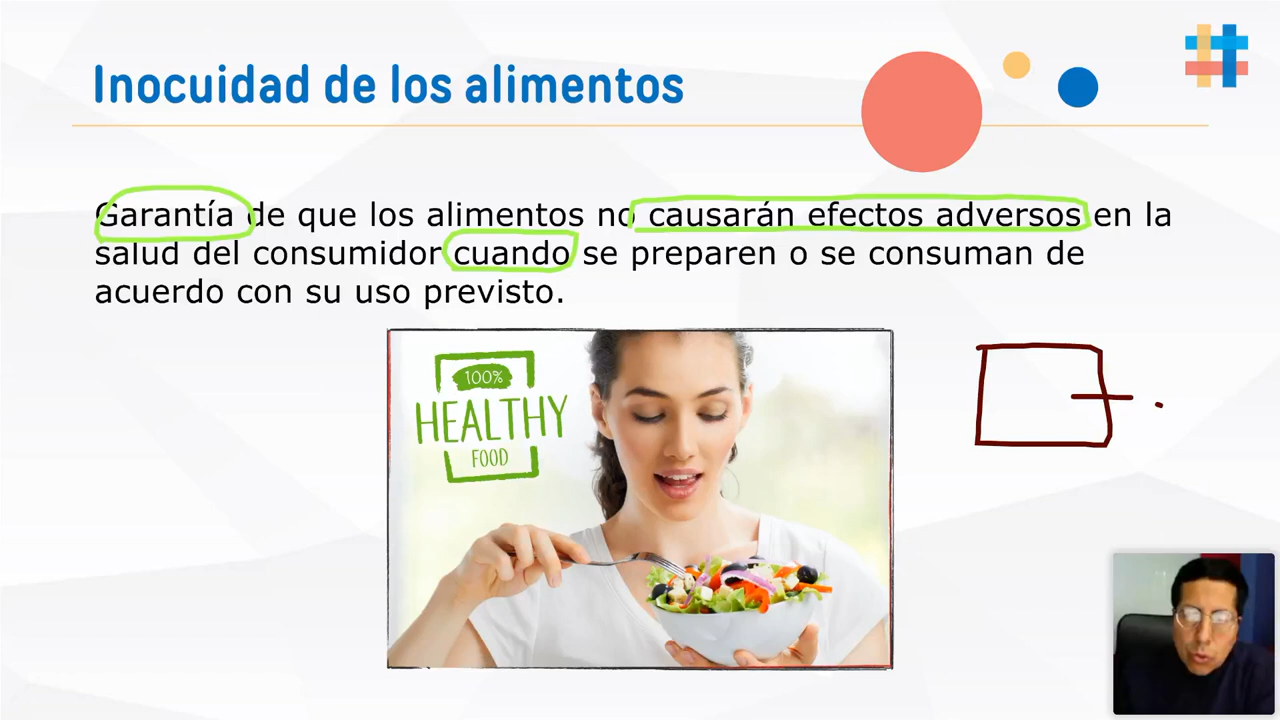 Inocuidad de los alimentos
Garantía de que los alimentos no causarán efectos adversos en la
salud del consumidor cuando se preparen o se consuman de
acuerdo con su uso previsto.
100%
HEALTHY
FOOD